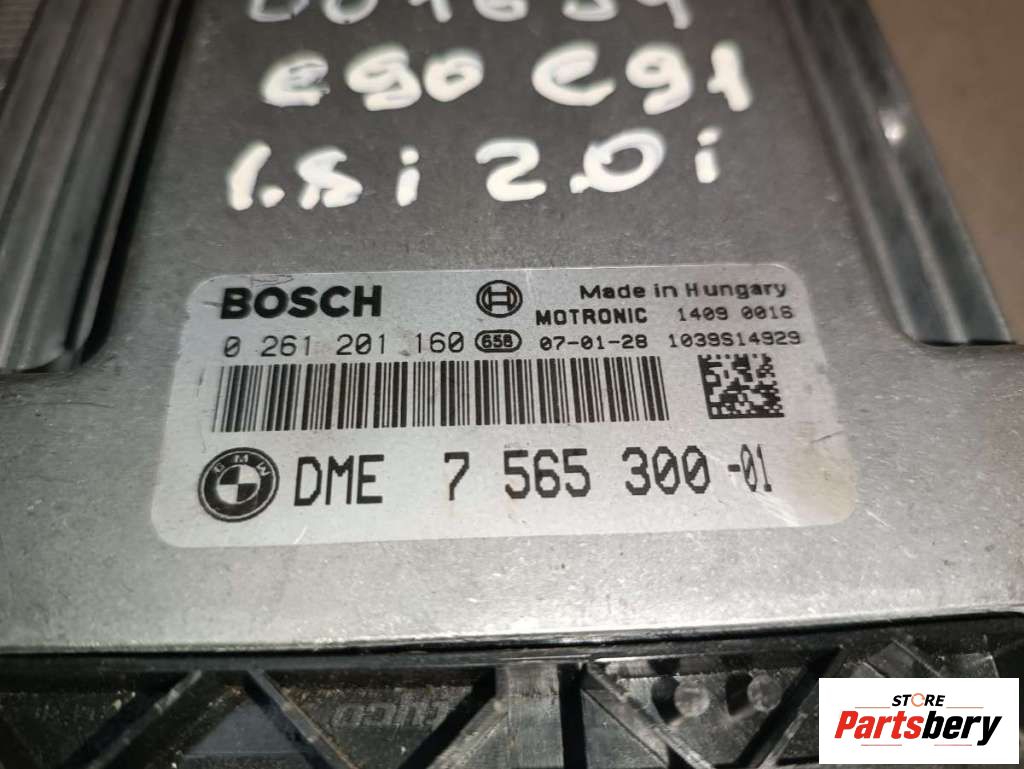 e90 e91
1.8i 2.0i
BOSCH
Made in Hungary
MOTRONIC 1409 0016
0 261 201 160 658 07-01-28 1039S14929
BMW DME 7 565 300-01
STORE
Partsbery